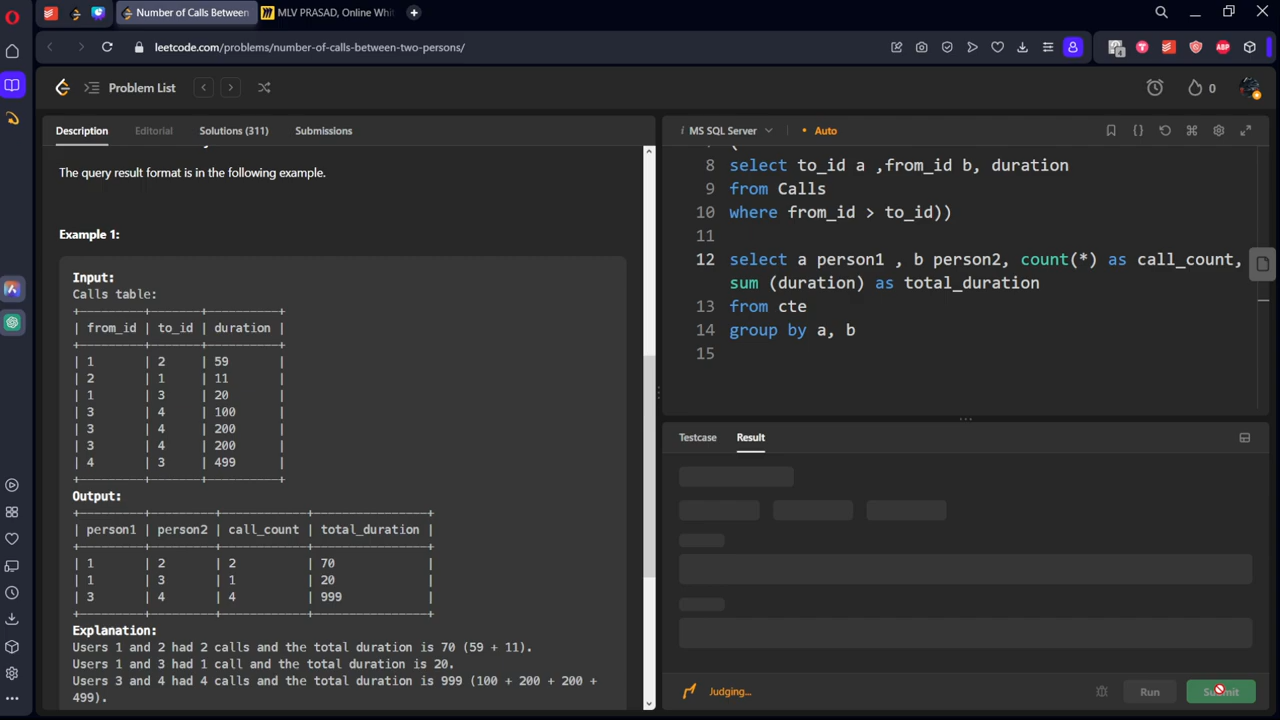 Number of Calls Between
MLV PRASAD, Online Whit
leetcode.com/problems/number-of-calls-between-two-persons/
4
ABP
Problem List
0
Description
Editorial
Solutions (311)
Submissions
The query result format is in the following example.
Example 1:
Input:
Calls table:
+---------+-------+----------+
| from_id | to_id | duration |
+---------+-------+----------+
| 1 | 2 | 59 |
| 2 | 1 | 11 |
| 1 | 3 | 20 |
| 3 | 4 | 100 |
| 3 | 4 | 200 |
| 3 | 4 | 200 |
| 4 | 3 | 499 |
+---------+-------+----------+
Output:
+---------+---------+------------+----------------+
| person1 | person2 | call_count | total_duration |
+---------+---------+------------+----------------+
| 1 | 2 | 2 | 70 |
| 1 | 3 | 1 | 20 |
| 3 | 4 | 4 | 999 |
+---------+---------+------------+----------------+
Explanation:
Users 1 and 2 had 2 calls and the total duration is 70 (59 + 11).
Users 1 and 3 had 1 call and the total duration is 20.
Users 3 and 4 had 4 calls and the total duration is 999 (100 + 200 + 200 +
499).
i MS SQL Server
• Auto
(
8 select to_id a ,from_id b, duration
9 from Calls
10 where from_id > to_id))
11
12 select a person1 , b person2, count(*) as call_count,
sum (duration) as total_duration
13 from cte
14 group by a, b
15
Testcase
Result
Judging...
Run
Submit